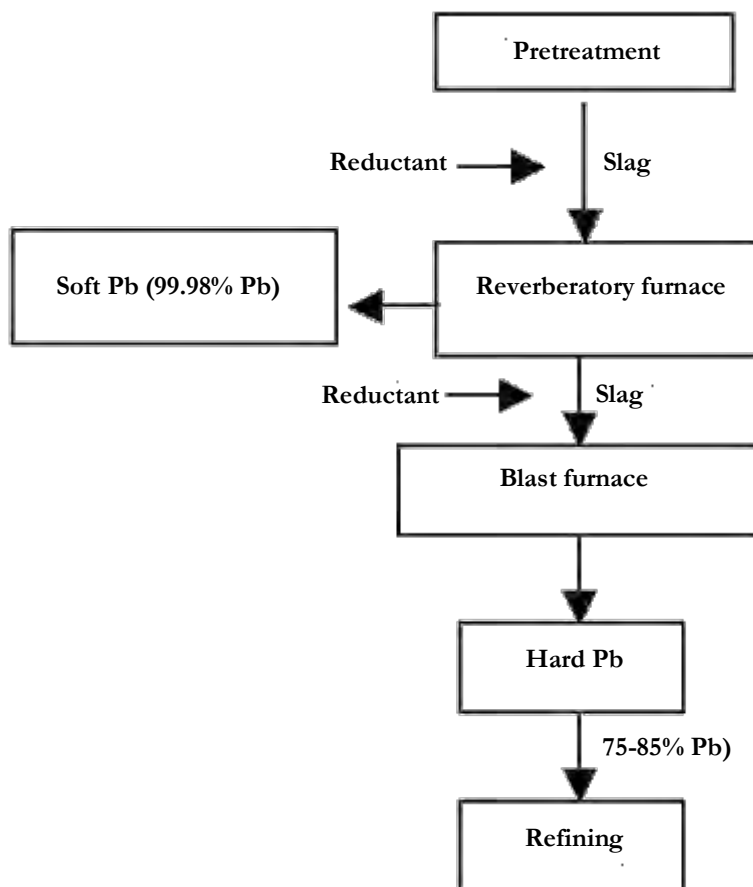 Pretreatment
Reductant
Slag
Soft Pb (99.98% Pb)
Reverberatory furnace
Reductant
Slag
Blast furnace
Hard Pb
75-85% Pb)
Refining